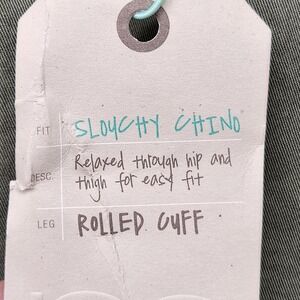 FIT SLOUCHY CHINO
Relaxed through hip and
DESC. thigh for easy fit
LEG ROLLED CUFF